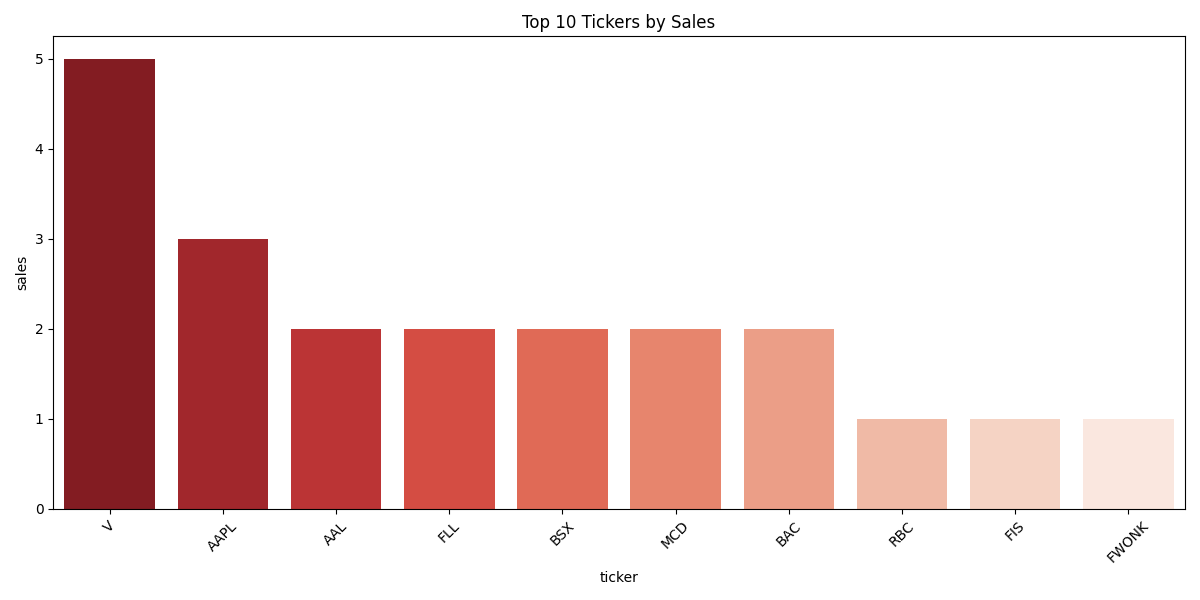 Top 10 Tickers by Sales
sales
5
4
3
2
1
0
V
AAPL
AAL
FLL
BSX
MCD
BAC
RBC
FIS
FWONK
ticker